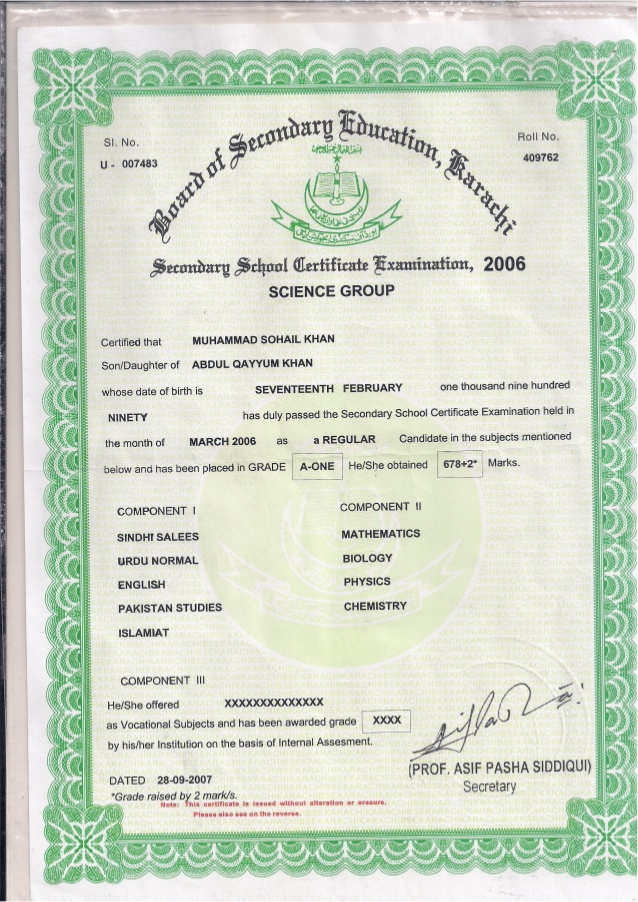 Sl. No.
U - 007483
Roll No.
409762
Board of Secondary Education, Karachi
Secondary School Certificate Examination, 2006
SCIENCE GROUP
Certified that MUHAMMAD SOHAIL KHAN
Son/Daughter of ABDUL QAYYUM KHAN
whose date of birth is SEVENTEENTH FEBRUARY one thousand nine hundred
NINETY has duly passed the Secondary School Certificate Examination held in
the month of MARCH 2006 as a REGULAR Candidate in the subjects mentioned
below and has been placed in GRADE A-ONE He/She obtained 678+2* Marks.
COMPONENT I
SINDHI SALEES
URDU NORMAL
ENGLISH
PAKISTAN STUDIES
ISLAMIAT
COMPONENT II
MATHEMATICS
BIOLOGY
PHYSICS
CHEMISTRY
COMPONENT III
He/She offered XXXXXXXXXXXXXX
as Vocational Subjects and has been awarded grade XXXX
by his/her Institution on the basis of Internal Assesment.
DATED 28-09-2007
*Grade raised by 2 mark/s.
Note: This certificate is issued without alteration or erasure.
Please also see on the reverse.
(PROF. ASIF PASHA SIDDIQUI)
Secretary